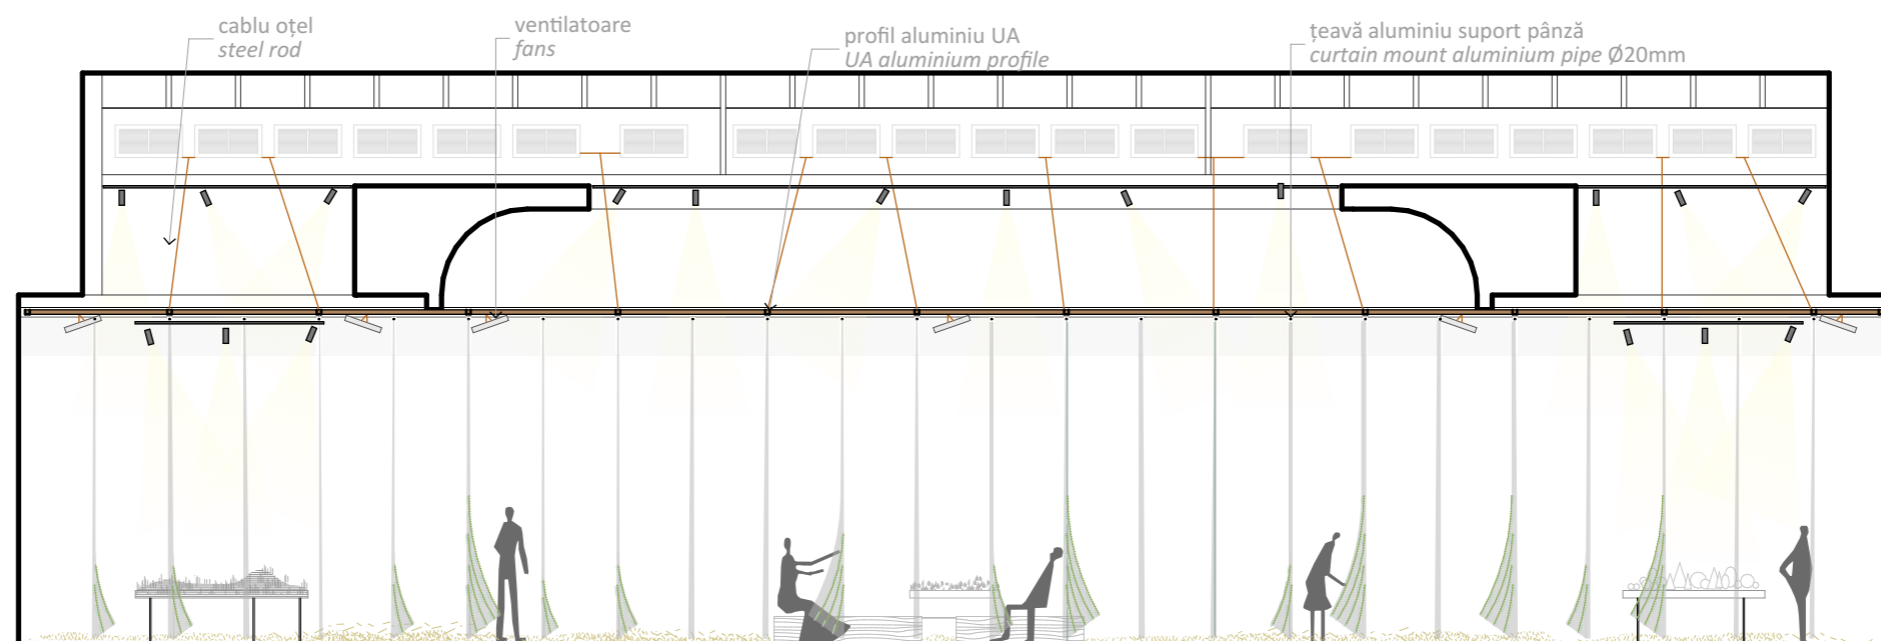 cablu oțel
steel rod
ventilatoare
fans
profil aluminiu UA
UA aluminium profile
țeavă aluminiu suport pânză
curtain mount aluminium pipe Ø20mm